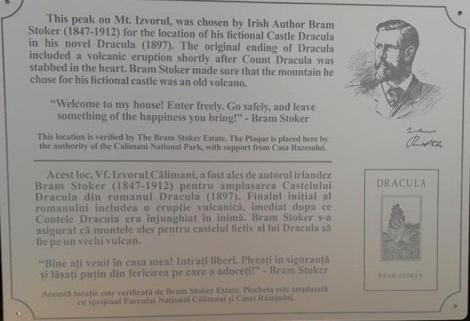 This peak on Mt. Izvorul, was chosen by Irish Author Bram
Stoker (1847-1912) for the location of his fictional Castle Dracula
in his novel Dracula (1897). The original ending of Dracula
included a volcanic eruption shortly after Count Dracula was
stabbed in the heart. Bram Stoker made sure that the mountain he
chose for his fictional castle was an old volcano.
“Welcome to my house! Enter freely. Go safely, and leave
something of the happiness you bring!” - Bram Stoker
This location is verified by The Bram Stoker Estate. The Plaque is placed here by
the authority of the Calimani National Park, with support from Casa Razesului.
Acest loc, Vf. Izvorul Călimani, a fost ales de autorul irlandez
Bram Stoker (1847-1912) pentru amplasarea Castelului
Dracula din romanul Dracula (1897). Finalul inițial al
romanului includea o erupție vulcanică, imediat dupa ce
Contele Dracula era înjunghiat în inimă. Bram Stoker s-a
asigurat că muntele ales pentru castelul fictiv al lui Dracula să
fie pe un vechi vulcan.
“Bine ați venit în casa mea! Intrați liberi. Plecați în siguranță
și lăsați puțin din fericirea pe care o aduceți!” - Bram Stoker
Această locație este verificată de Bram Stoker Estate. Placheta este amplasată
cu sprijinul Parcului Național Călimani și Casei Răzeșului.
DRACULA
BRAM STOKER